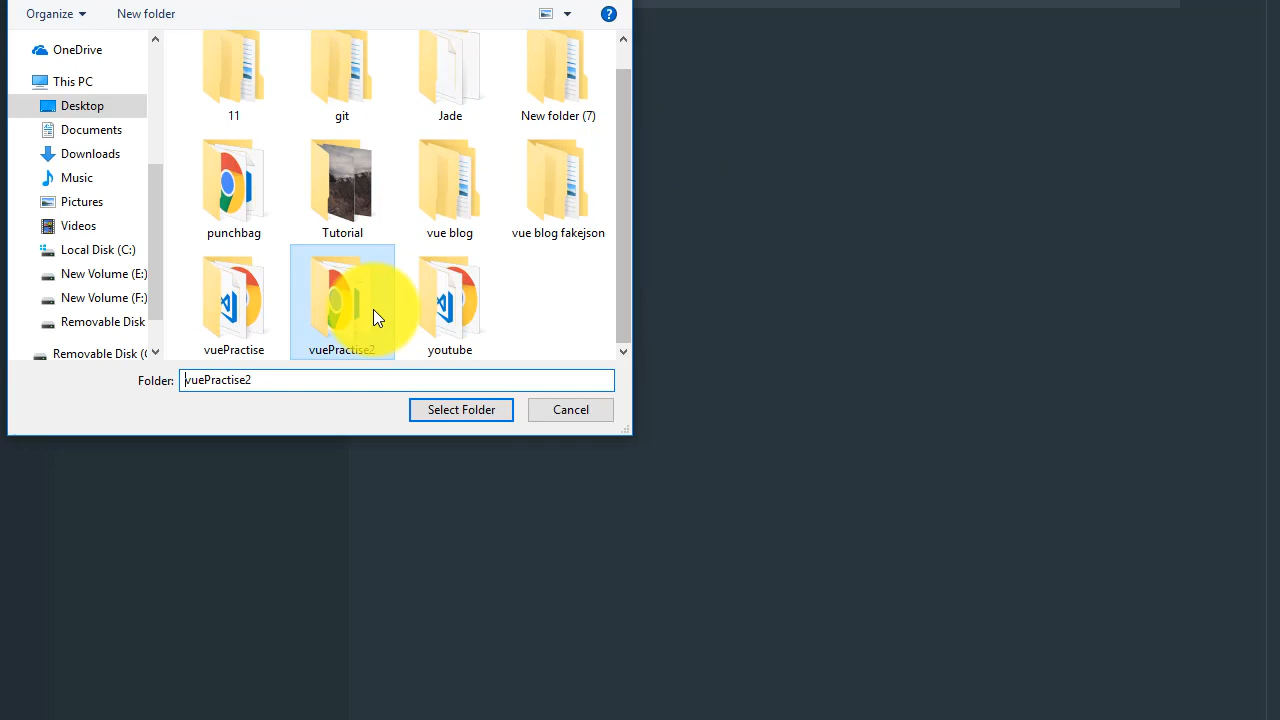 Organize
New folder
OneDrive
This PC
Desktop
Documents
Downloads
Music
Pictures
Videos
Local Disk (C:)
New Volume (E:)
New Volume (F:)
Removable Disk
Removable Disk (
11
git
Jade
New folder (7)
punchbag
Tutorial
vue blog
vue blog fakejson
vuePractise
vuePractise2
youtube
Folder: vuePractise2
Select Folder
Cancel